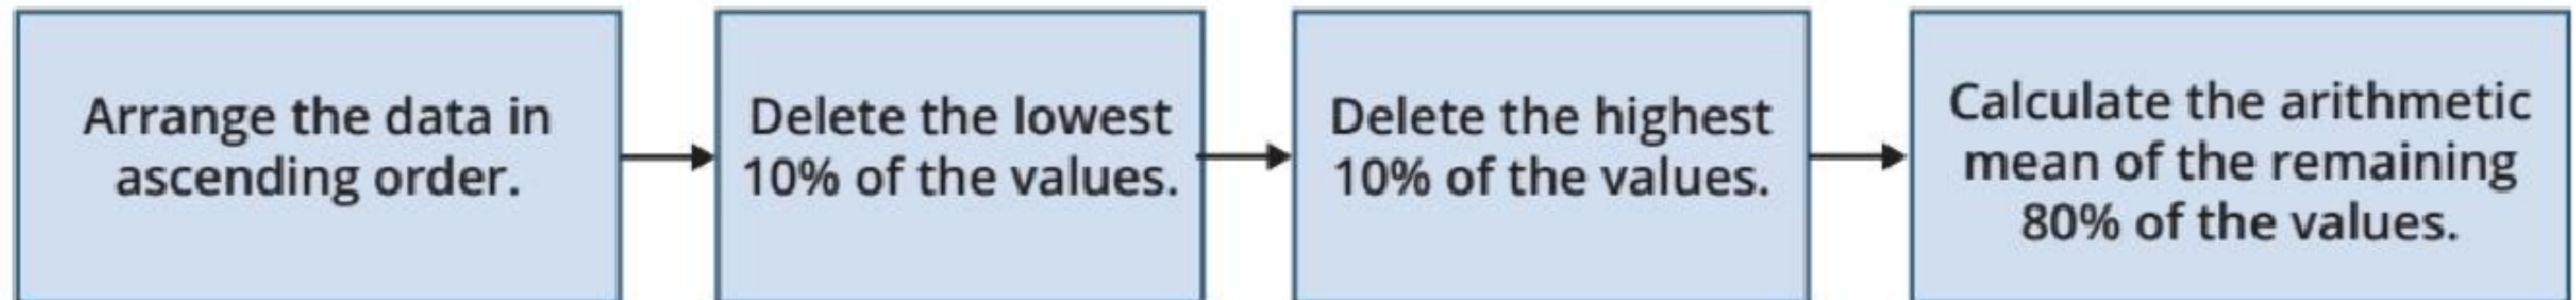 Arrange the data in
ascending order.
Delete the lowest
10% of the values.
Delete the highest
10% of the values.
Calculate the arithmetic
mean of the remaining
80% of the values.